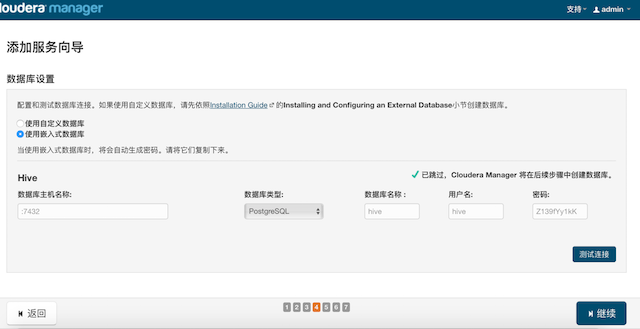 loudera manager 支持 admin
添加服务向导
数据库设置
配置和测试数据库连接。如果使用自定义数据库，请先依照Installation Guide 的Installing and Configuring an External Database小节创建数据库。
使用自定义数据库
使用嵌入式数据库
当使用嵌入式数据库时，将会自动生成密码。请将它们复制下来。
Hive 已跳过，Cloudera Manager 将在后续步骤中创建数据库。
数据库主机名称: 数据库类型: 数据库名称： 用户名: 密码:
:7432 PostgreSQL hive hive Z139fYy1kK
测试连接
返回 1 2 3 4 5 6 7 继续